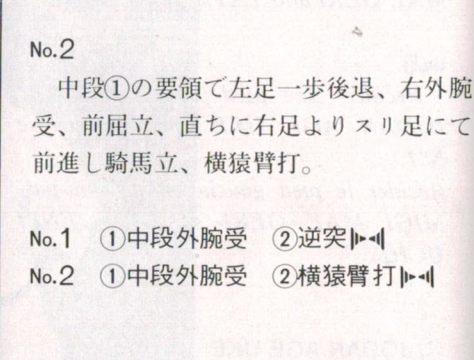 No.2
中段①の要領で左足一歩後退、右外腕
受、前屈立、直ちに右足よりスリ足にて
前進し騎馬立、横猿臂打。
No.1 ①中段外腕受 ②逆突
No.2 ①中段外腕受 ②横猿臂打